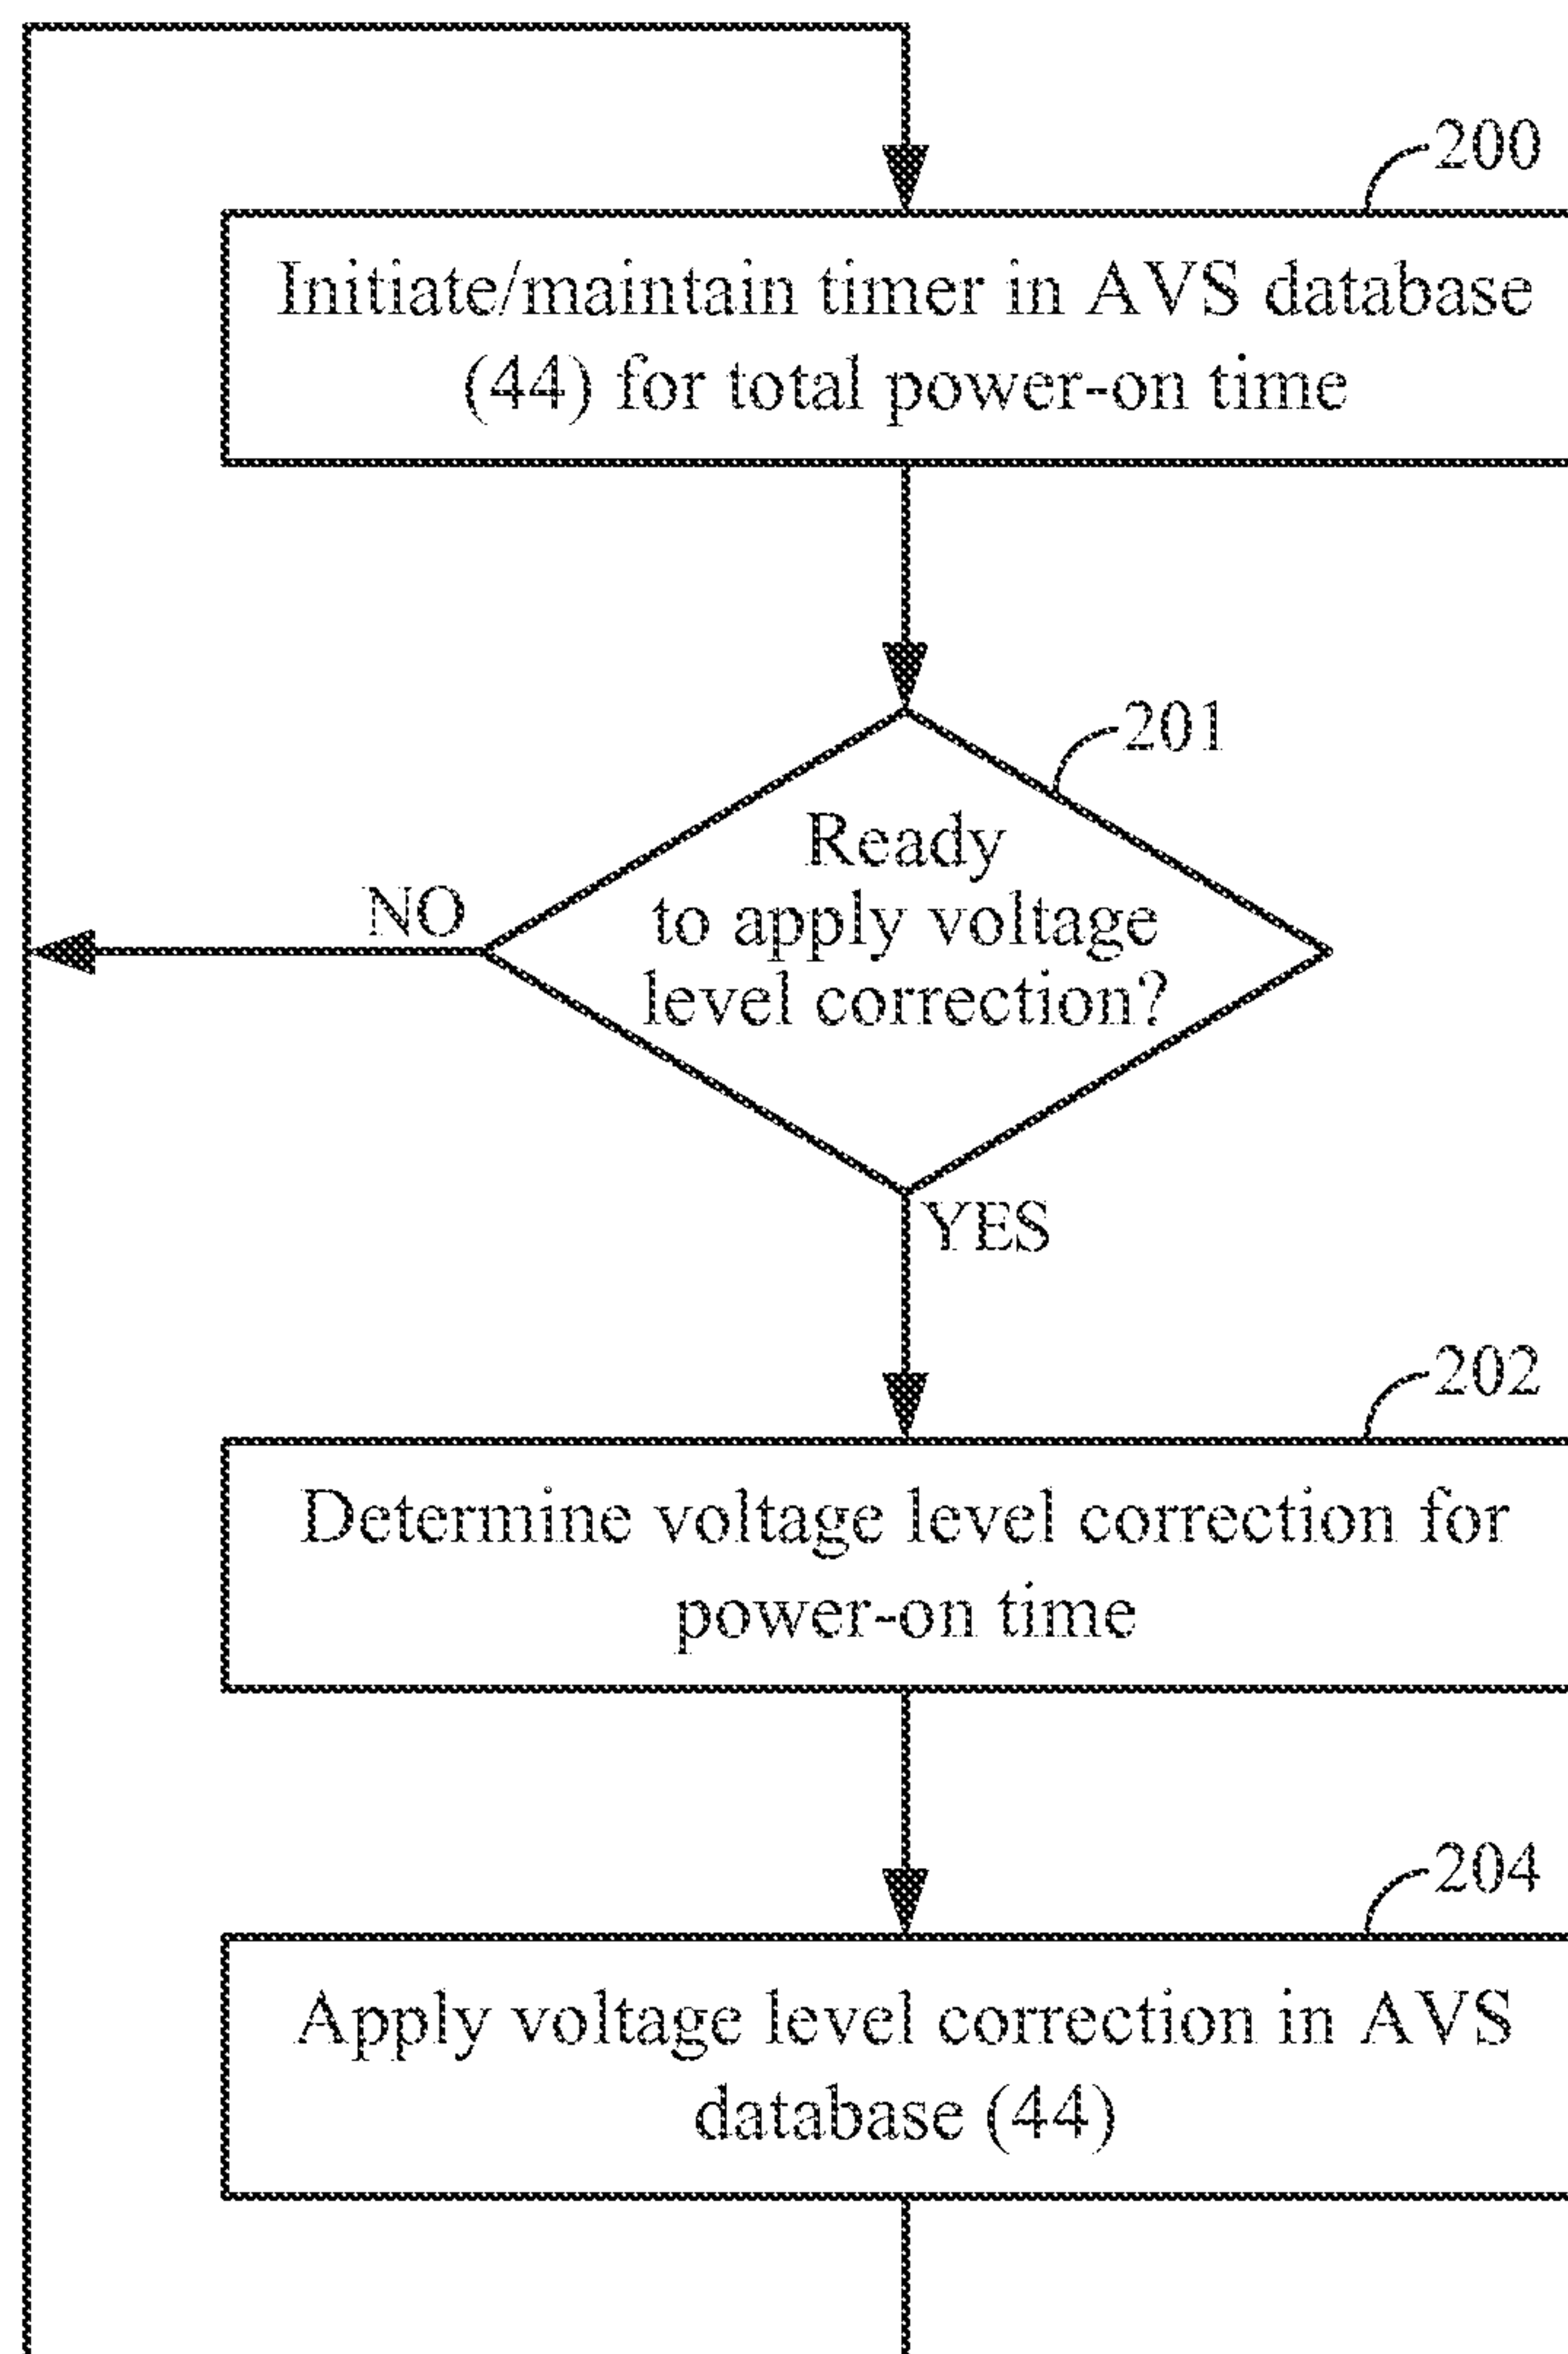 200
Initiate/maintain timer in AVS database
(44) for total power-on time
201
Ready
to apply voltage
level correction?
NO
YES
202
Determine voltage level correction for
power-on time
204
Apply voltage level correction in AVS
database (44)